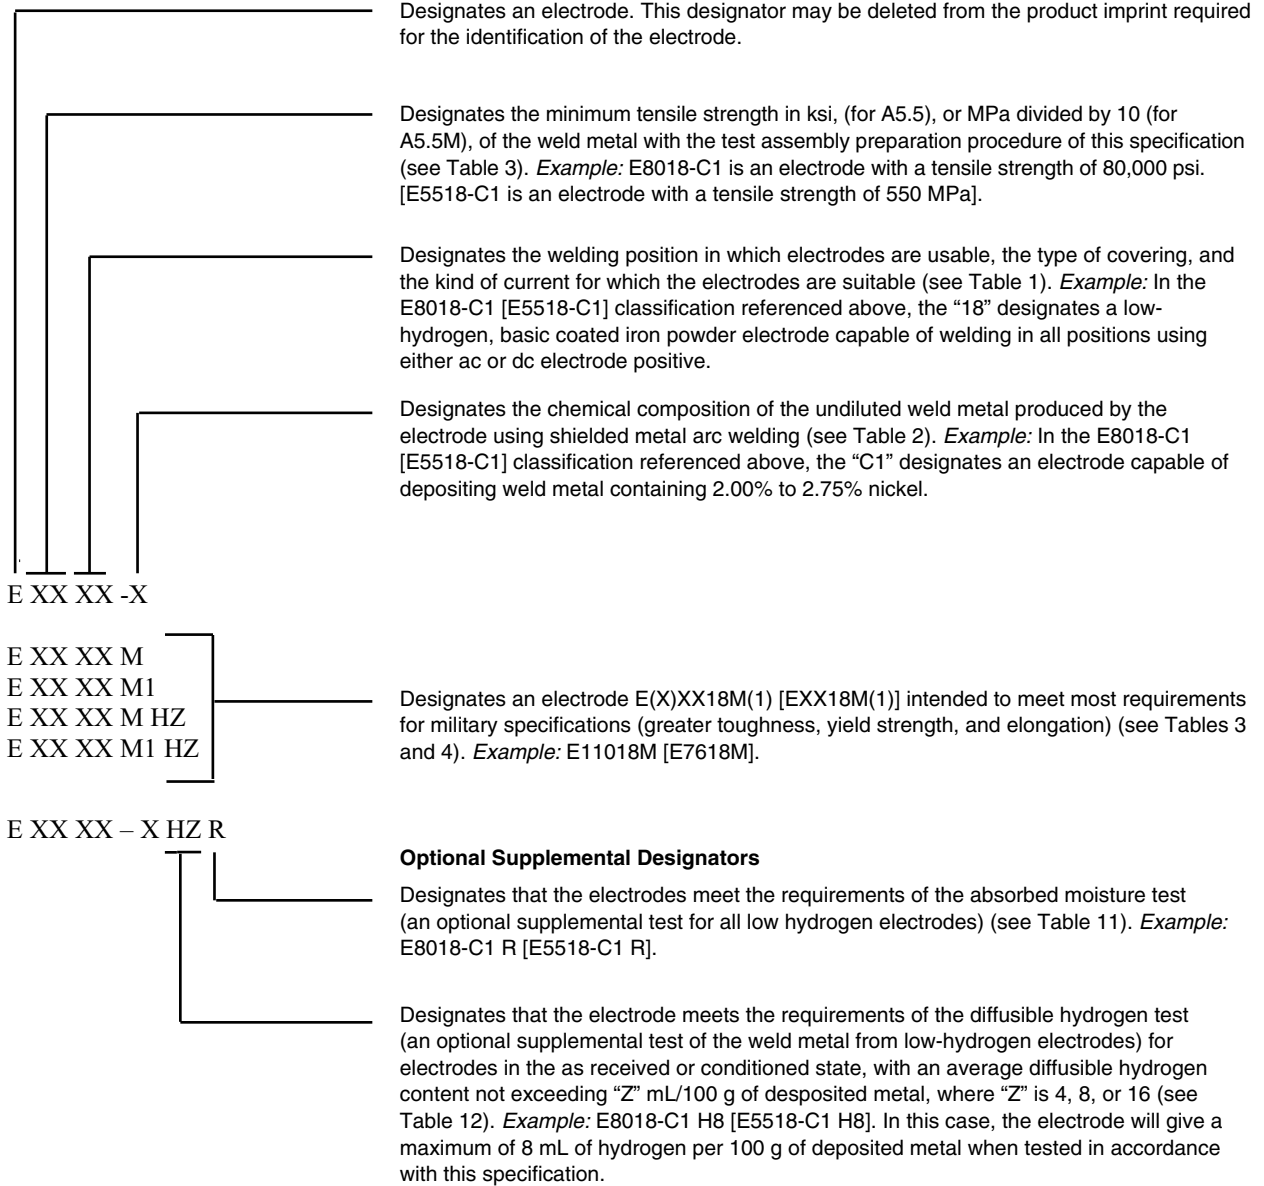 Designates an electrode. This designator may be deleted from the product imprint required
for the identification of the electrode.
Designates the minimum tensile strength in ksi, (for A5.5), or MPa divided by 10 (for
A5.5M), of the weld metal with the test assembly preparation procedure of this specification
(see Table 3). Example: E8018-C1 is an electrode with a tensile strength of 80,000 psi.
[E5518-C1 is an electrode with a tensile strength of 550 MPa].
Designates the welding position in which electrodes are usable, the type of covering, and
the kind of current for which the electrodes are suitable (see Table 1). Example: In the
E8018-C1 [E5518-C1] classification referenced above, the “18” designates a low-
hydrogen, basic coated iron powder electrode capable of welding in all positions using
either ac or dc electrode positive.
Designates the chemical composition of the undiluted weld metal produced by the
electrode using shielded metal arc welding (see Table 2). Example: In the E8018-C1
[E5518-C1] classification referenced above, the “C1” designates an electrode capable of
depositing weld metal containing 2.00% to 2.75% nickel.
E XX XX -X
E XX XX M
E XX XX M1
E XX XX M HZ
E XX XX M1 HZ
Designates an electrode E(X)XX18M(1) [EXX18M(1)] intended to meet most requirements
for military specifications (greater toughness, yield strength, and elongation) (see Tables 3
and 4). Example: E11018M [E7618M].
E XX XX – X HZ R
Optional Supplemental Designators
Designates that the electrodes meet the requirements of the absorbed moisture test
(an optional supplemental test for all low hydrogen electrodes) (see Table 11). Example:
E8018-C1 R [E5518-C1 R].
Designates that the electrode meets the requirements of the diffusible hydrogen test
(an optional supplemental test of the weld metal from low-hydrogen electrodes) for
electrodes in the as received or conditioned state, with an average diffusible hydrogen
content not exceeding “Z” mL/100 g of desposited metal, where “Z” is 4, 8, or 16 (see
Table 12). Example: E8018-C1 H8 [E5518-C1 H8]. In this case, the electrode will give a
maximum of 8 mL of hydrogen per 100 g of deposited metal when tested in accordance
with this specification.